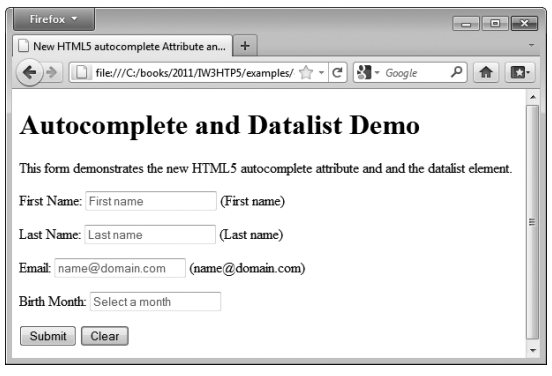 Firefox
New HTML5 autocomplete Attribute an... +
file:///C:/books/2011/IW3HTP5/examples/ Google
Autocomplete and Datalist Demo
This form demonstrates the new HTML5 autocomplete attribute and and the datalist element.
First Name: First name (First name)
Last Name: Last name (Last name)
Email: name@domain.com (name@domain.com)
Birth Month: Select a month
Submit Clear